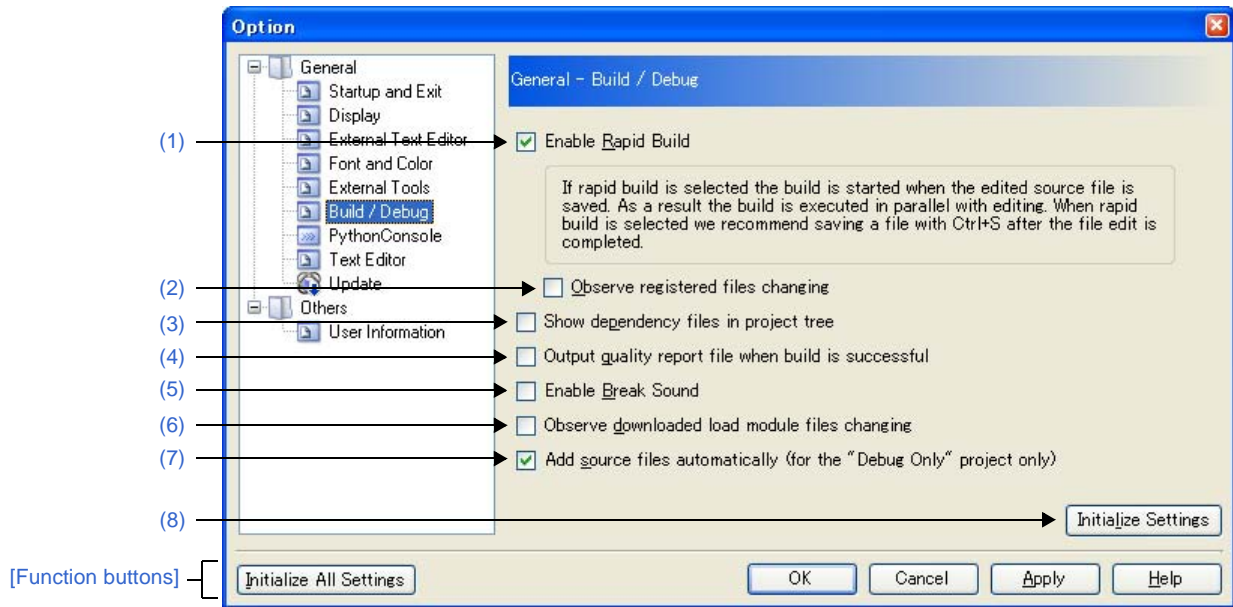 Option
General
Startup and Exit
Display
External Text Editor
Font and Color
External Tools
Build / Debug
PythonConsole
Text Editor
Update
Others
User Information
General - Build / Debug
(1)
Enable Rapid Build
If rapid build is selected the build is started when the edited source file is
saved. As a result the build is executed in parallel with editing. When rapid
build is selected we recommend saving a file with Ctrl+S after the file edit is
completed.
(2)
Observe registered files changing
(3)
Show dependency files in project tree
(4)
Output quality report file when build is successful
(5)
Enable Break Sound
(6)
Observe downloaded load module files changing
(7)
Add source files automatically (for the "Debug Only" project only)
(8)
Initialize Settings
[Function buttons]
Initialize All Settings
OK
Cancel
Apply
Help